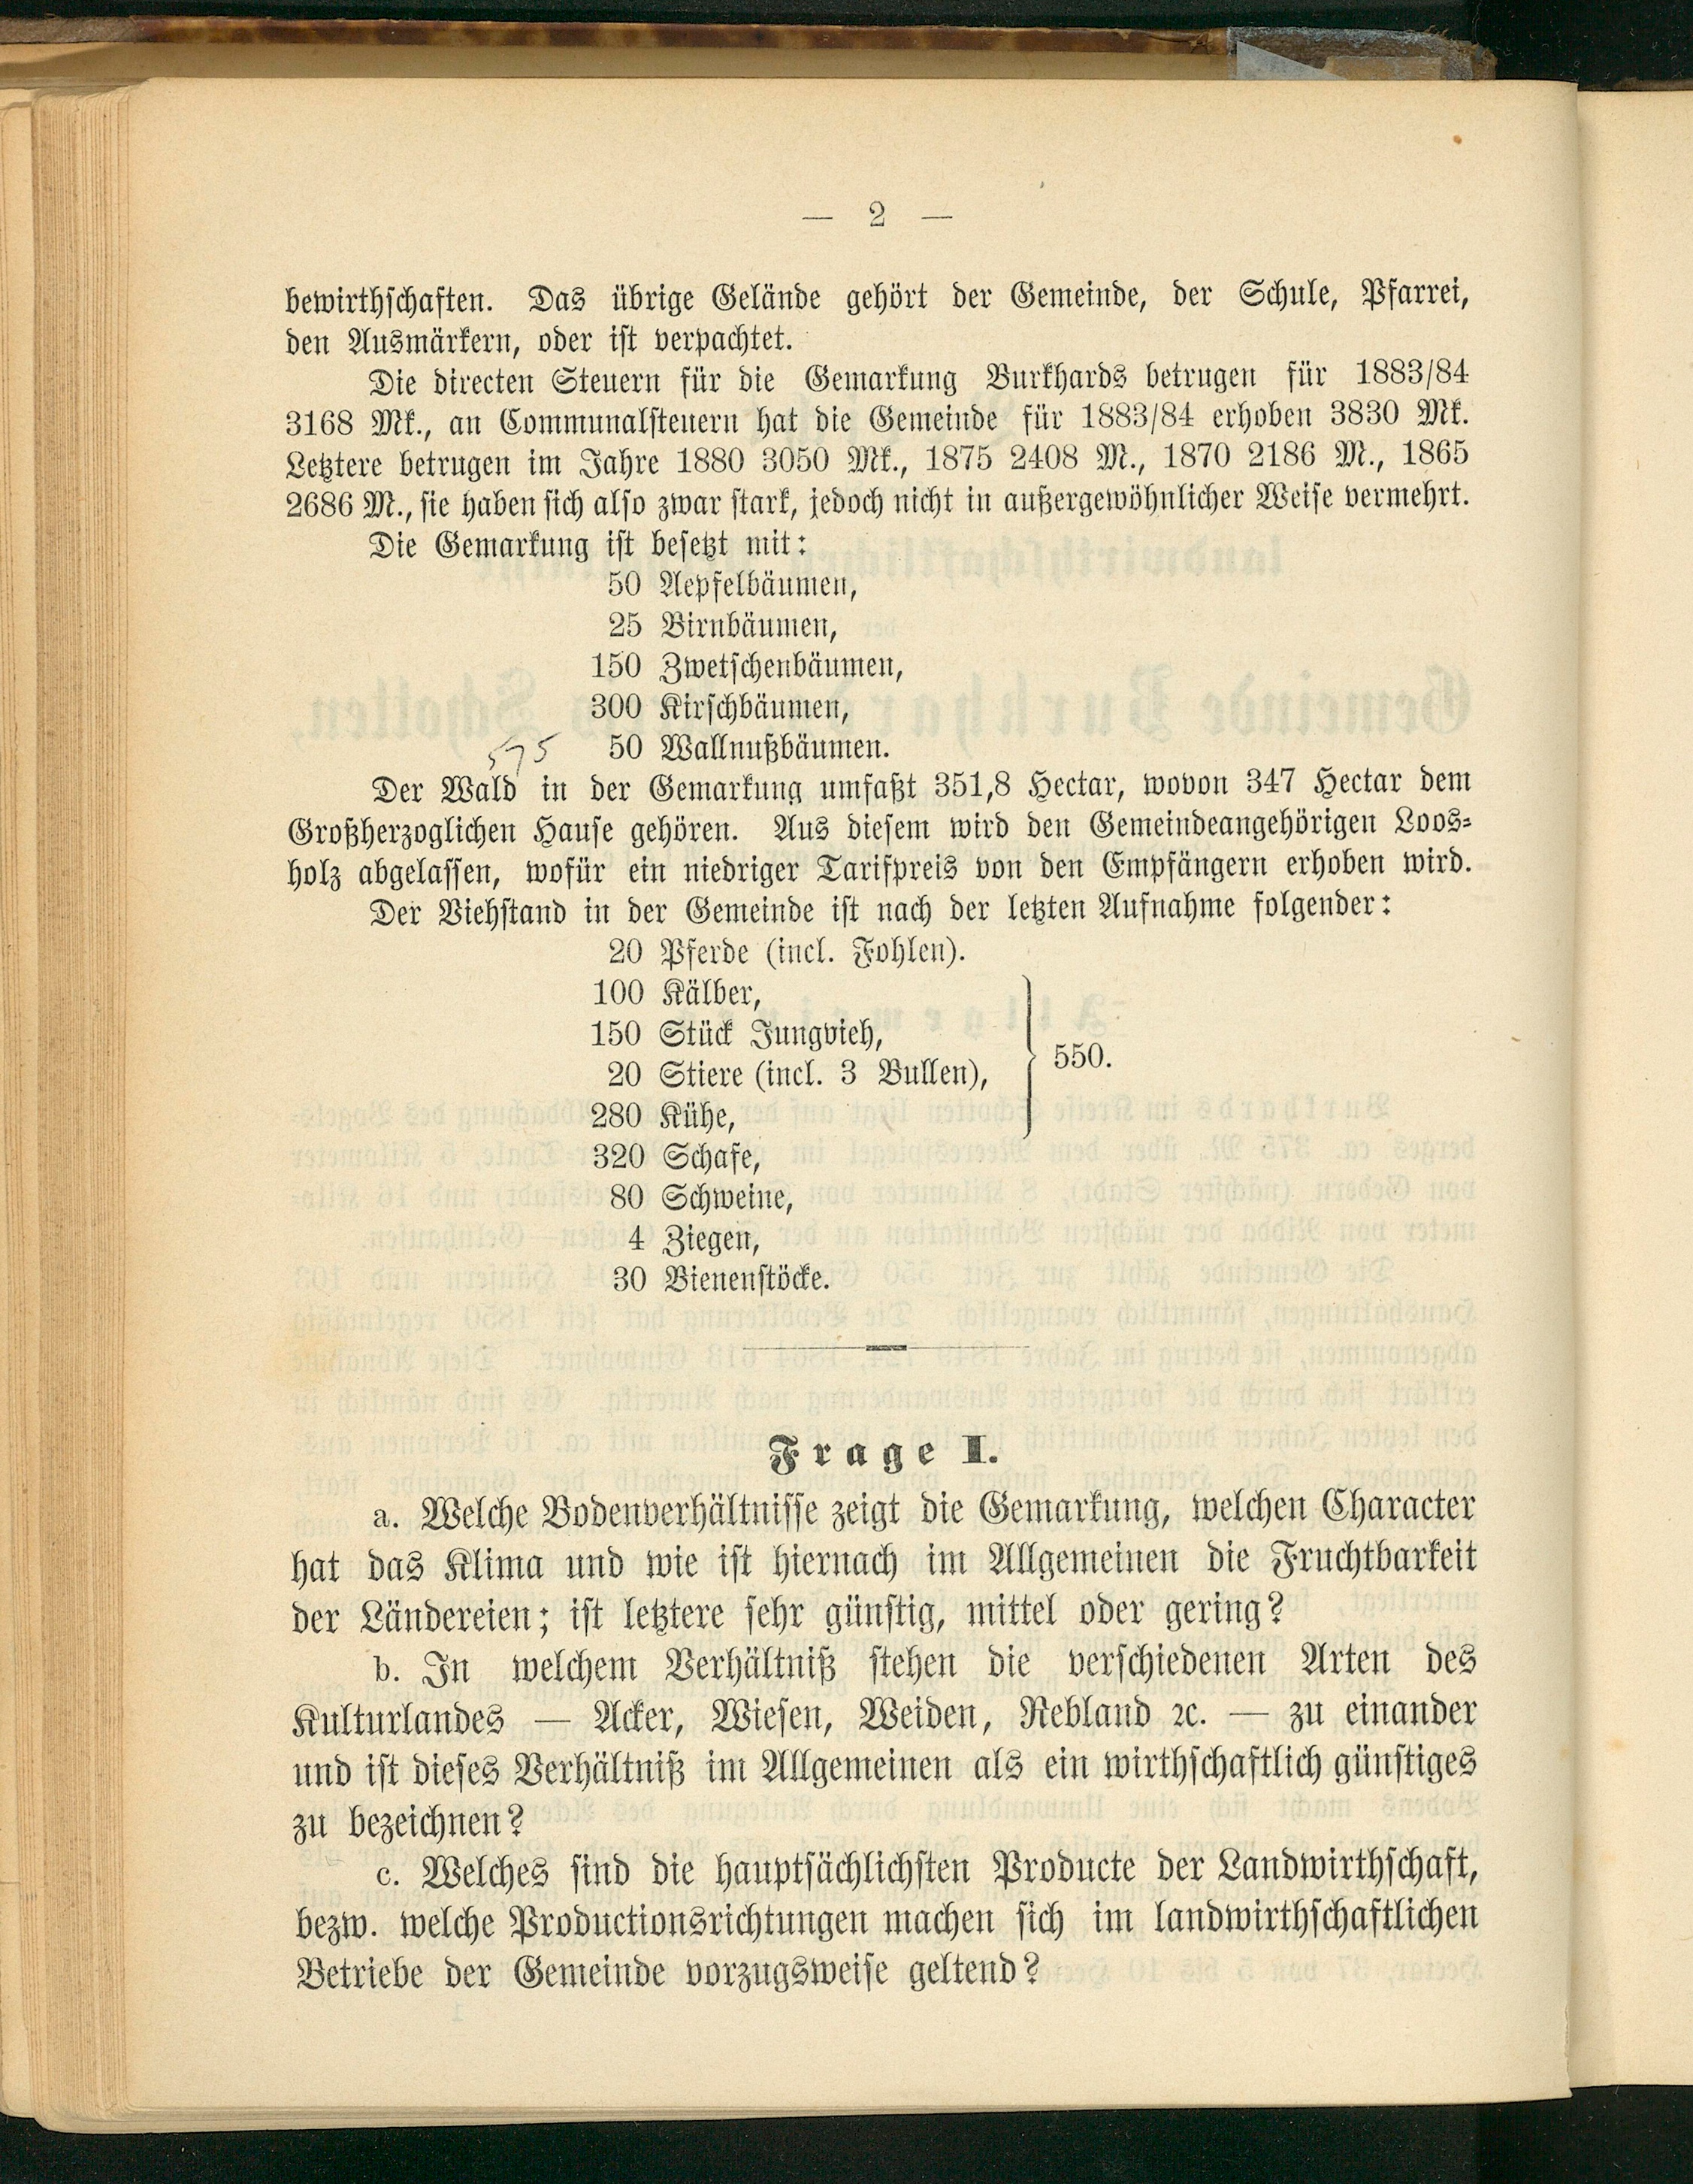 — 2 —
bewirthschaften. Das übrige Gelände gehört der Gemeinde, der Schule, Pfarrei,
den Ausmärkern, oder ist verpachtet.
Die directen Steuern für die Gemarkung Burkhards betrugen für 1883/84
3168 Mk., an Communalsteuern hat die Gemeinde für 1883/84 erhoben 3830 Mk.
Letztere betrugen im Jahre 1880 3050 Mk., 1875 2408 M., 1870 2186 M., 1865
2686 M., sie haben sich also zwar stark, jedoch nicht in außergewöhnlicher Weise vermehrt.
Die Gemarkung ist besetzt mit:
50 Aepfelbäumen,
25 Birnbäumen,
150 Zwetschenbäumen,
300 Kirschbäumen,
575 50 Wallnußbäumen.
Der Wald in der Gemarkung umfaßt 351,8 Hectar, wovon 347 Hectar dem
Großherzoglichen Hause gehören. Aus diesem wird den Gemeindeangehörigen Loos-
holz abgelassen, wofür ein niedriger Tarifpreis von den Empfängern erhoben wird.
Der Viehstand in der Gemeinde ist nach der letzten Aufnahme folgender:
20 Pferde (incl. Fohlen).
100 Kälber,
150 Stück Jungvieh,
550.
20 Stiere (incl. 3 Bullen),
280 Kühe,
320 Schafe,
80 Schweine,
4 Ziegen,
30 Bienenstöcke.
Frage I.
a. Welche Bodenverhältnisse zeigt die Gemarkung, welchen Character
hat das Klima und wie ist hiernach im Allgemeinen die Fruchtbarkeit
der Ländereien; ist letztere sehr günstig, mittel oder gering?
b. In welchem Verhältniß stehen die verschiedenen Arten des
Kulturlandes — Acker, Wiesen, Weiden, Rebland ꝛc. — zu einander
und ist dieses Verhältniß im Allgemeinen als ein wirthschaftlich günstiges
zu bezeichnen?
c. Welches sind die hauptsächlichsten Producte der Landwirthschaft,
bezw. welche Productionsrichtungen machen sich im landwirthschaftlichen
Betriebe der Gemeinde vorzugsweise geltend?